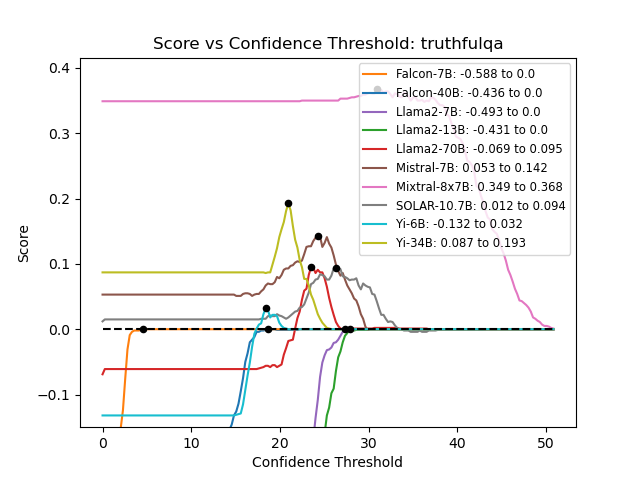 Score vs Confidence Threshold: truthfulqa
0.4
0.3
0.2
0.1
0.0
−0.1
Score
Falcon-7B: -0.588 to 0.0
Falcon-40B: -0.436 to 0.0
Llama2-7B: -0.493 to 0.0
Llama2-13B: -0.431 to 0.0
Llama2-70B: -0.069 to 0.095
Mistral-7B: 0.053 to 0.142
Mixtral-8x7B: 0.349 to 0.368
SOLAR-10.7B: 0.012 to 0.094
Yi-6B: -0.132 to 0.032
Yi-34B: 0.087 to 0.193
0 10 20 30 40 50
Confidence Threshold